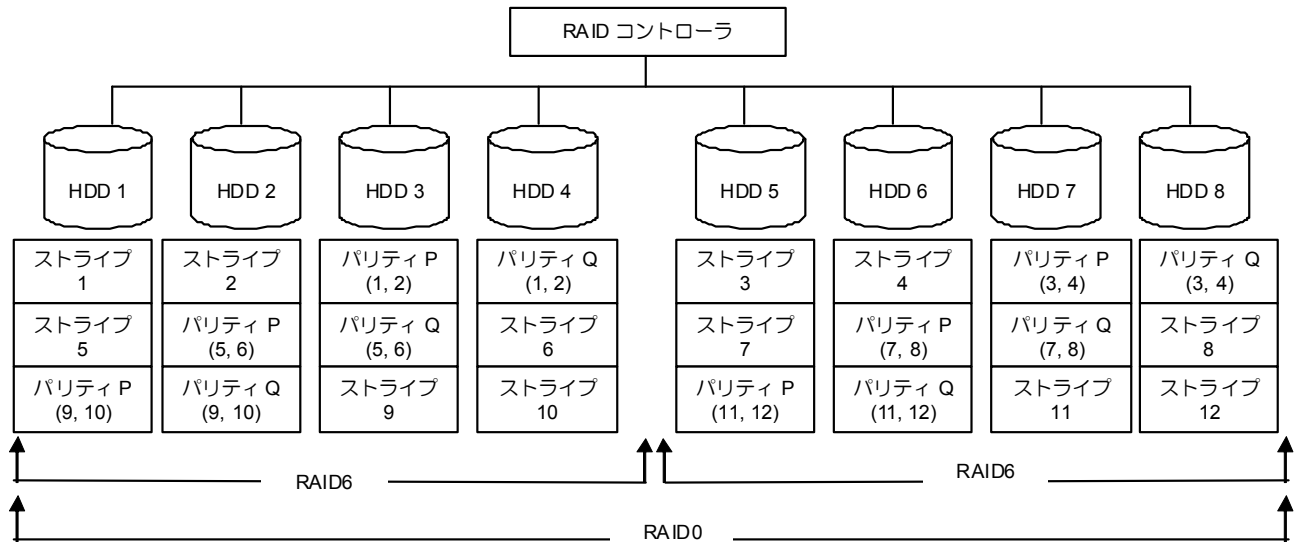 RAID コントローラ
HDD 1
HDD 2
HDD 3
HDD 4
HDD 5
HDD 6
HDD 7
HDD 8
ストライプ
1
ストライプ
2
パリティ P
(1, 2)
パリティ Q
(1, 2)
ストライプ
3
ストライプ
4
パリティ P
(3, 4)
パリティ Q
(3, 4)
ストライプ
5
パリティ P
(5, 6)
パリティ Q
(5, 6)
ストライプ
6
ストライプ
7
パリティ P
(7, 8)
パリティ Q
(7, 8)
ストライプ
8
パリティ P
(9, 10)
パリティ Q
(9, 10)
ストライプ
9
ストライプ
10
パリティ P
(11, 12)
パリティ Q
(11, 12)
ストライプ
11
ストライプ
12
RAID6
RAID6
RAID0